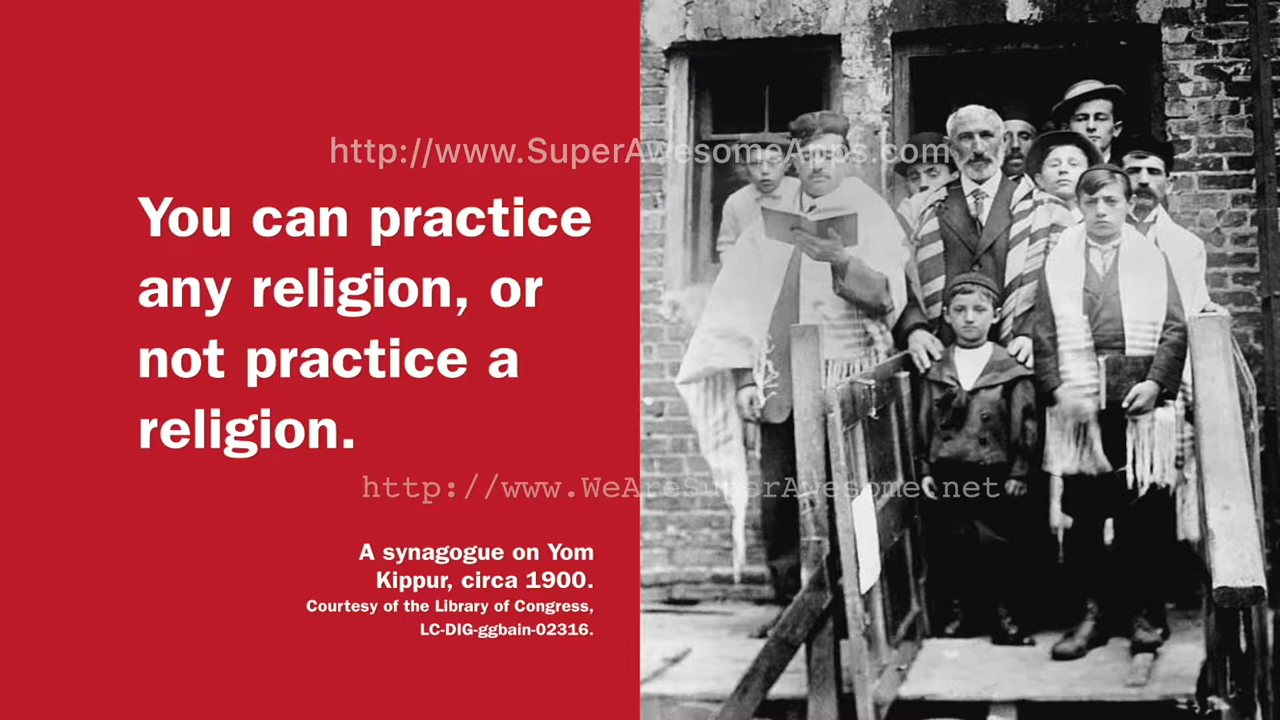 http://www.SuperAwesomeApps.com
You can practice
any religion, or
not practice a
religion.
http://www.WeAreSuperAwesome.net
A synagogue on Yom
Kippur, circa 1900.
Courtesy of the Library of Congress,
LC-DIG-ggbain-02316.